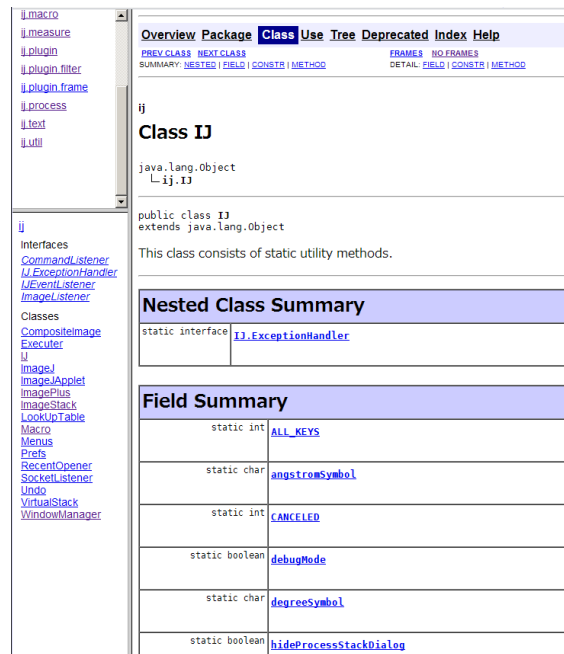 ij.macro
ij.measure
ij.plugin
ij.plugin.filter
ij.plugin.frame
ij.process
ij.text
ij.util
ij
Interfaces
CommandListener
IJ.ExceptionHandler
IJEventListener
ImageListener
Classes
CompositeImage
Executer
IJ
ImageJ
ImageJApplet
ImagePlus
ImageStack
LookUpTable
Macro
Menus
Prefs
RecentOpener
SocketListener
Undo
VirtualStack
WindowManager
Overview Package Class Use Tree Deprecated Index Help
PREV CLASS NEXT CLASS FRAMES NO FRAMES
SUMMARY: NESTED | FIELD | CONSTR | METHOD DETAIL: FIELD | CONSTR | METHOD
ij
Class IJ
java.lang.Object
ij.IJ
public class IJ
extends java.lang.Object
This class consists of static utility methods.
Nested Class Summary
static interface IJ.ExceptionHandler
Field Summary
static int ALL_KEYS
static char angstromSymbol
static int CANCELED
static boolean debugMode
static char degreeSymbol
static boolean hideProcessStackDialog